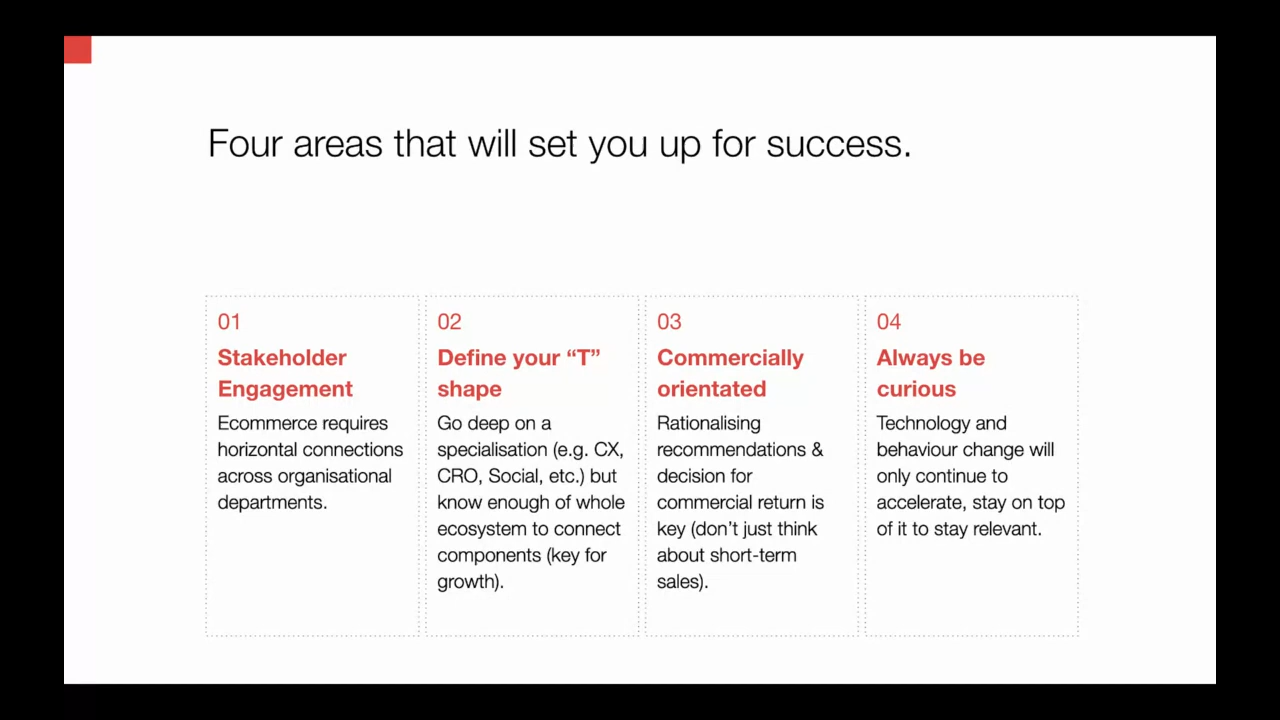 Four areas that will set you up for success.
01
Stakeholder
Engagement
Ecommerce requires
horizontal connections
across organisational
departments.
02
Define your “T”
shape
Go deep on a
specialisation (e.g. CX,
CRO, Social, etc.) but
know enough of whole
ecosystem to connect
components (key for
growth).
03
Commercially
orientated
Rationalising
recommendations &
decision for
commercial return is
key (don’t just think
about short-term
sales).
04
Always be
curious
Technology and
behaviour change will
only continue to
accelerate, stay on top
of it to stay relevant.